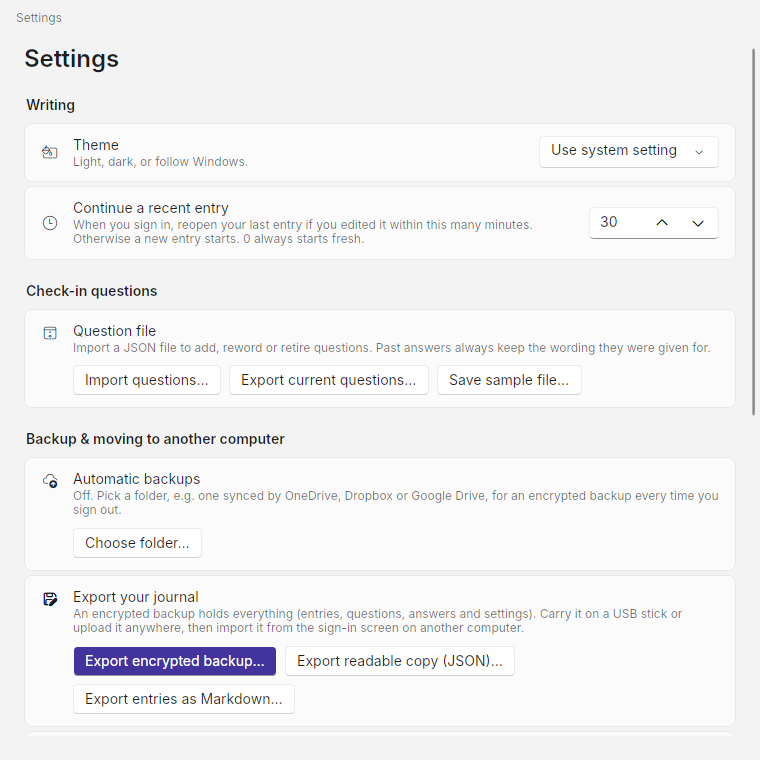 Settings
Settings
Writing
Theme
Light, dark, or follow Windows.
Use system setting
Continue a recent entry
When you sign in, reopen your last entry if you edited it within this many minutes.
Otherwise a new entry starts. 0 always starts fresh.
30
Check-in questions
Question file
Import a JSON file to add, reword or retire questions. Past answers always keep the wording they were given for.
Import questions...
Export current questions...
Save sample file...
Backup & moving to another computer
Automatic backups
Off. Pick a folder, e.g. one synced by OneDrive, Dropbox or Google Drive, for an encrypted backup every time you
sign out.
Choose folder...
Export your journal
An encrypted backup holds everything (entries, questions, answers and settings). Carry it on a USB stick or
upload it anywhere, then import it from the sign-in screen on another computer.
Export encrypted backup...
Export readable copy (JSON)...
Export entries as Markdown...